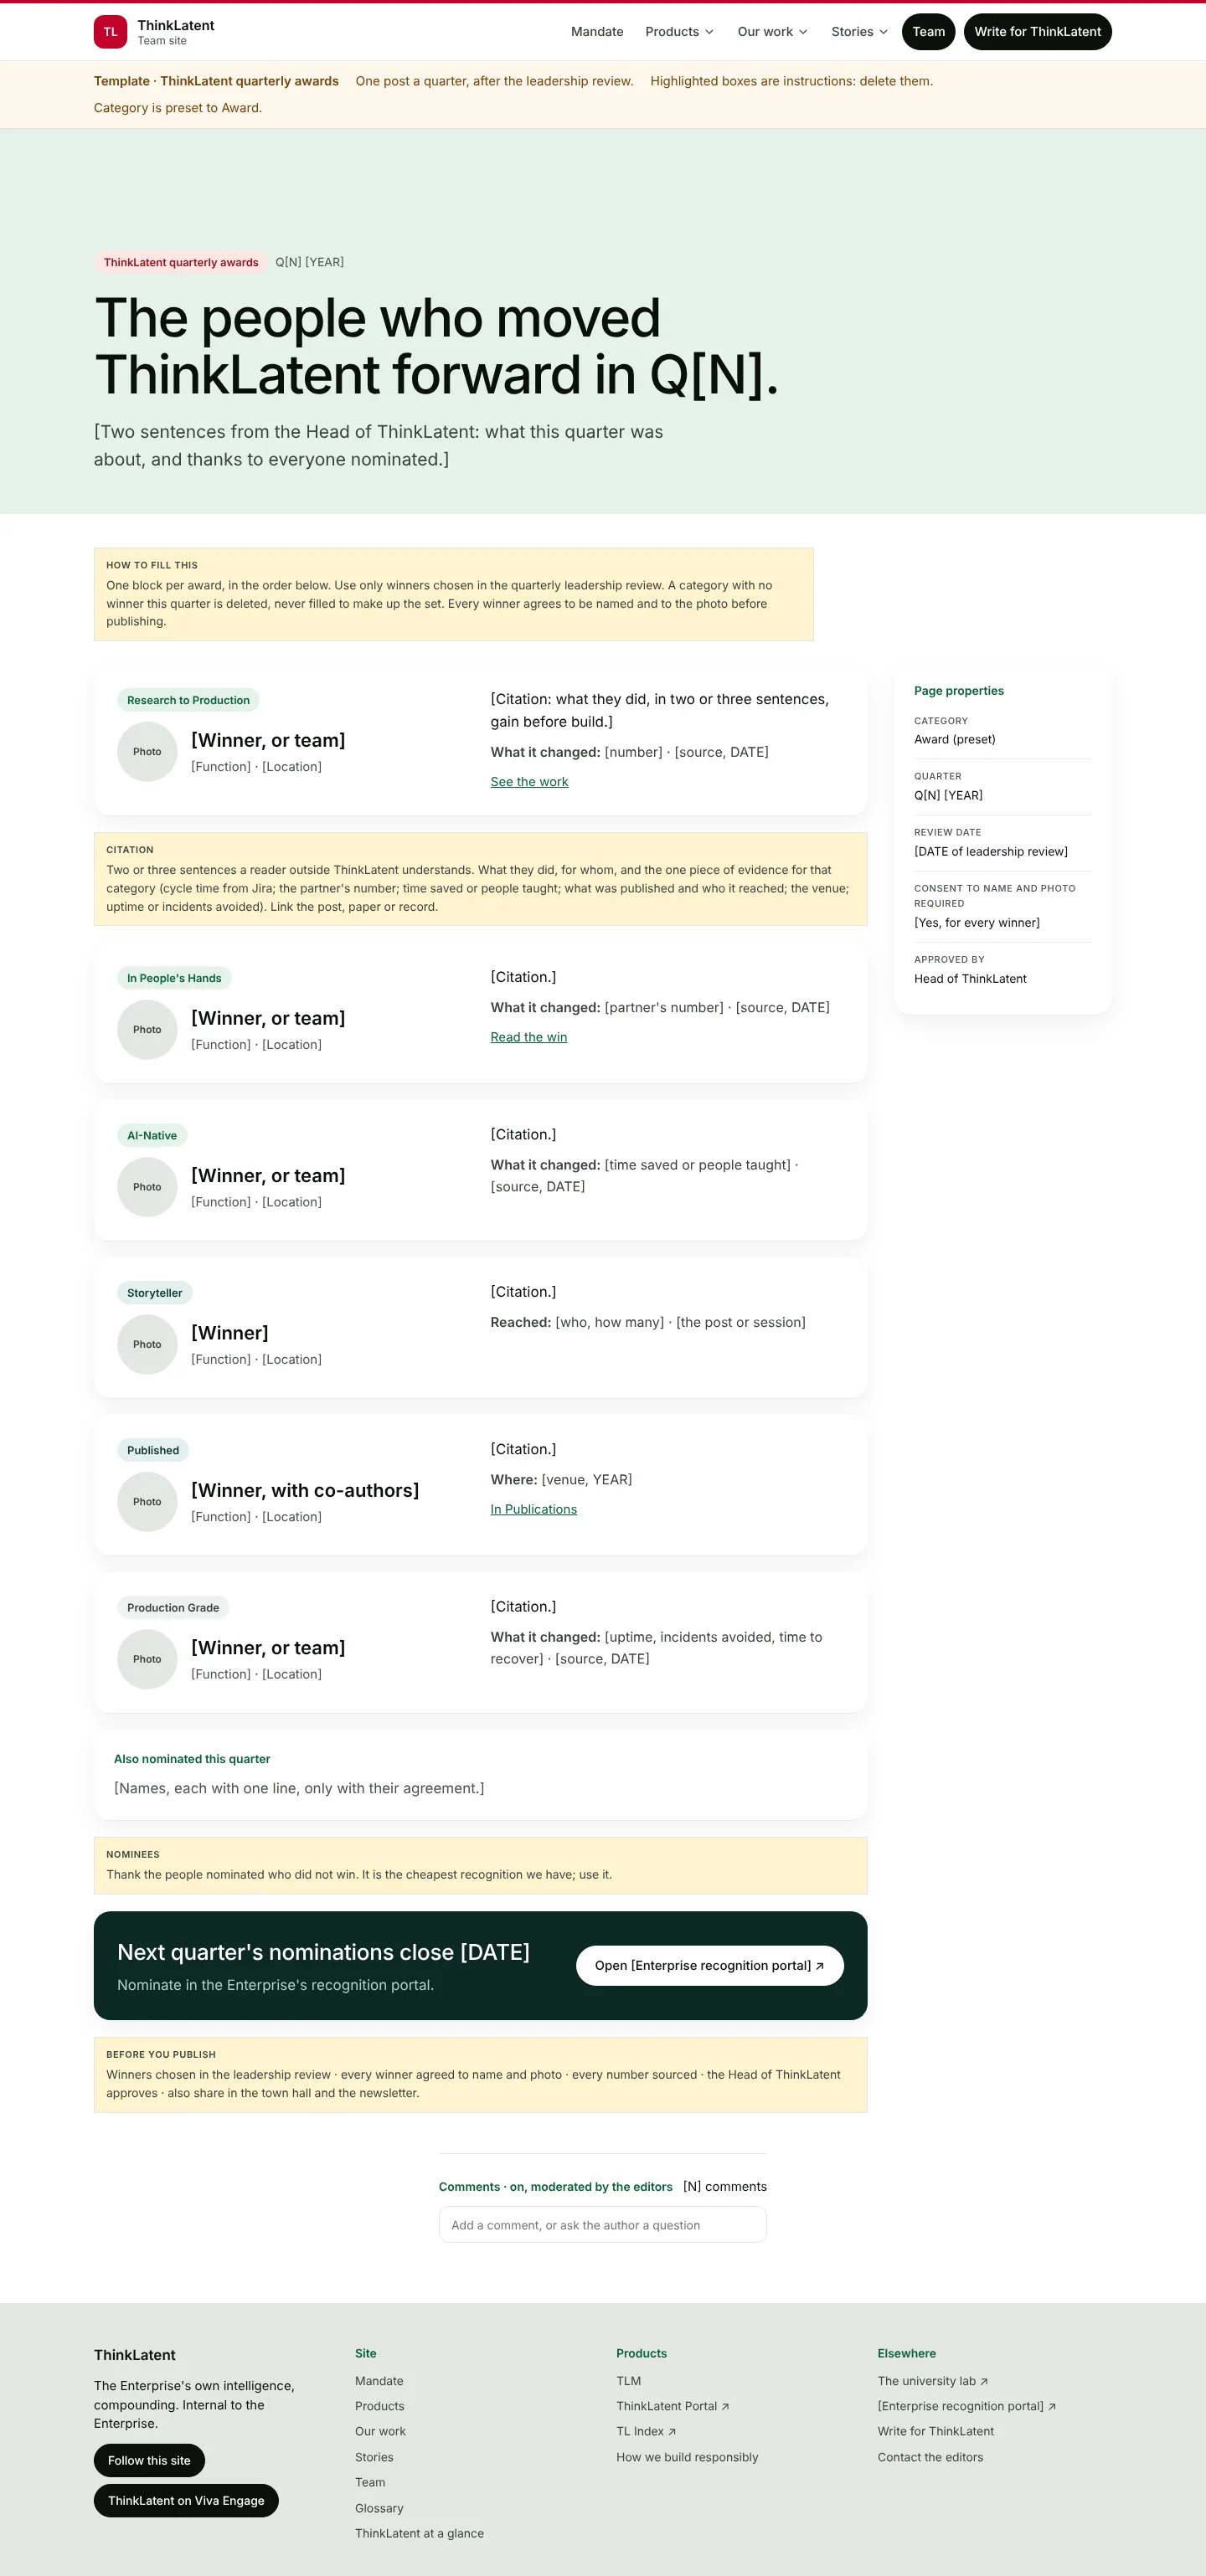 TL
ThinkLatent
Team site
Mandate
Products
Our work
Stories
Team
Write for ThinkLatent
Template · ThinkLatent quarterly awards
One post a quarter, after the leadership review.
Highlighted boxes are instructions: delete them.
Category is preset to Award.
ThinkLatent quarterly awards
Q[N] [YEAR]
The people who moved
ThinkLatent forward in Q[N].
[Two sentences from the Head of ThinkLatent: what this quarter was
about, and thanks to everyone nominated.]
HOW TO FILL THIS
One block per award, in the order below. Use only winners chosen in the quarterly leadership review. A category with no
winner this quarter is deleted, never filled to make up the set. Every winner agrees to be named and to the photo before
publishing.
Research to Production
Photo
[Winner, or team]
[Function] · [Location]
[Citation: what they did, in two or three sentences,
gain before build.]
What it changed: [number] · [source, DATE]
See the work
CITATION
Two or three sentences a reader outside ThinkLatent understands. What they did, for whom, and the one piece of evidence for that
category (cycle time from Jira; the partner's number; time saved or people taught; what was published and who it reached; the venue;
uptime or incidents avoided). Link the post, paper or record.
In People's Hands
Photo
[Winner, or team]
[Function] · [Location]
[Citation.]
What it changed: [partner's number] · [source, DATE]
Read the win
AI-Native
Photo
[Winner, or team]
[Function] · [Location]
[Citation.]
What it changed: [time saved or people taught] ·
[source, DATE]
Storyteller
Photo
[Winner]
[Function] · [Location]
[Citation.]
Reached: [who, how many] · [the post or session]
Published
Photo
[Winner, with co-authors]
[Function] · [Location]
[Citation.]
Where: [venue, YEAR]
In Publications
Production Grade
Photo
[Winner, or team]
[Function] · [Location]
[Citation.]
What it changed: [uptime, incidents avoided, time to
recover] · [source, DATE]
Also nominated this quarter
[Names, each with one line, only with their agreement.]
NOMINEES
Thank the people nominated who did not win. It is the cheapest recognition we have; use it.
Next quarter's nominations close [DATE]
Nominate in the Enterprise's recognition portal.
Open [Enterprise recognition portal] ↗
BEFORE YOU PUBLISH
Winners chosen in the leadership review · every winner agreed to name and photo · every number sourced · the Head of ThinkLatent
approves · also share in the town hall and the newsletter.
Page properties
CATEGORY
Award (preset)
QUARTER
Q[N] [YEAR]
REVIEW DATE
[DATE of leadership review]
CONSENT TO NAME AND PHOTO
REQUIRED
[Yes, for every winner]
APPROVED BY
Head of ThinkLatent
Comments · on, moderated by the editors
[N] comments
Add a comment, or ask the author a question
ThinkLatent
The Enterprise's own intelligence,
compounding. Internal to the
Enterprise.
Follow this site
ThinkLatent on Viva Engage
Site
Mandate
Products
Our work
Stories
Team
Glossary
ThinkLatent at a glance
Products
TLM
ThinkLatent Portal ↗
TL Index ↗
How we build responsibly
Elsewhere
The university lab ↗
[Enterprise recognition portal] ↗
Write for ThinkLatent
Contact the editors